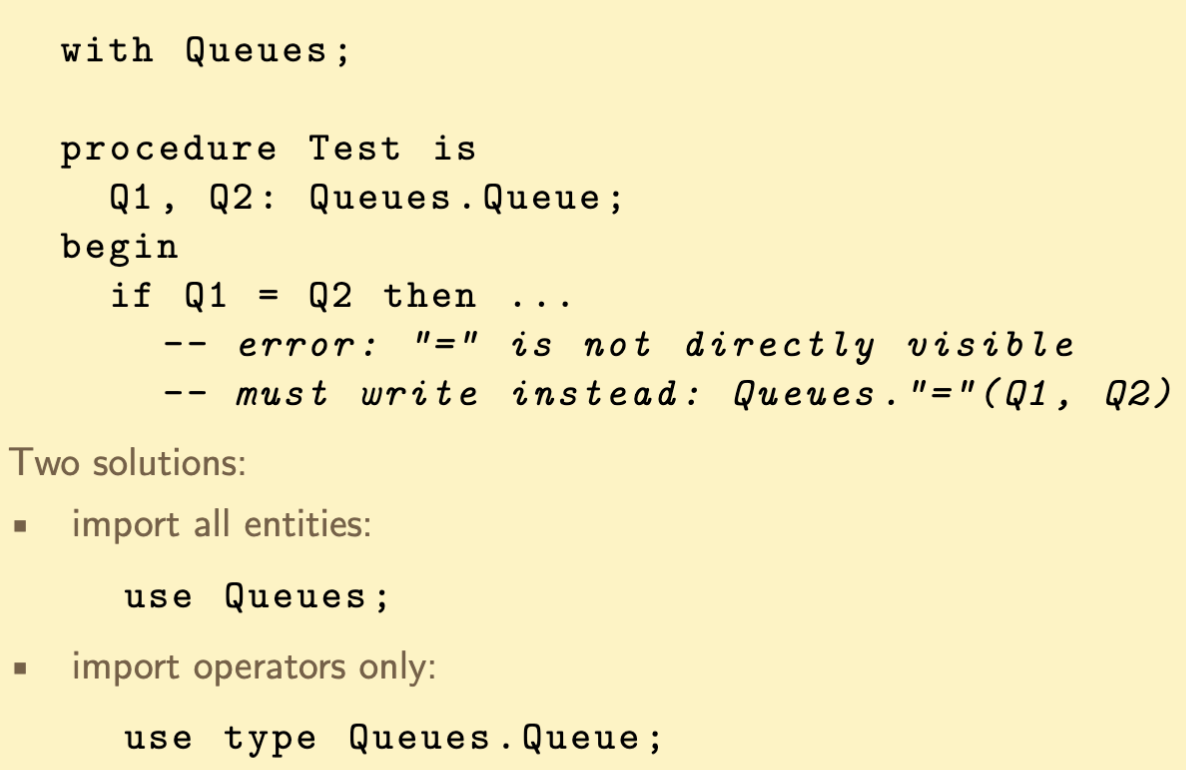 with Queues;
procedure Test is
Q1, Q2: Queues.Queue;
begin
if Q1 = Q2 then ...
-- error: "=" is not directly visible
-- must write instead: Queues."="(Q1, Q2)
Two solutions:
▪ import all entities:
use Queues;
▪ import operators only:
use type Queues.Queue;